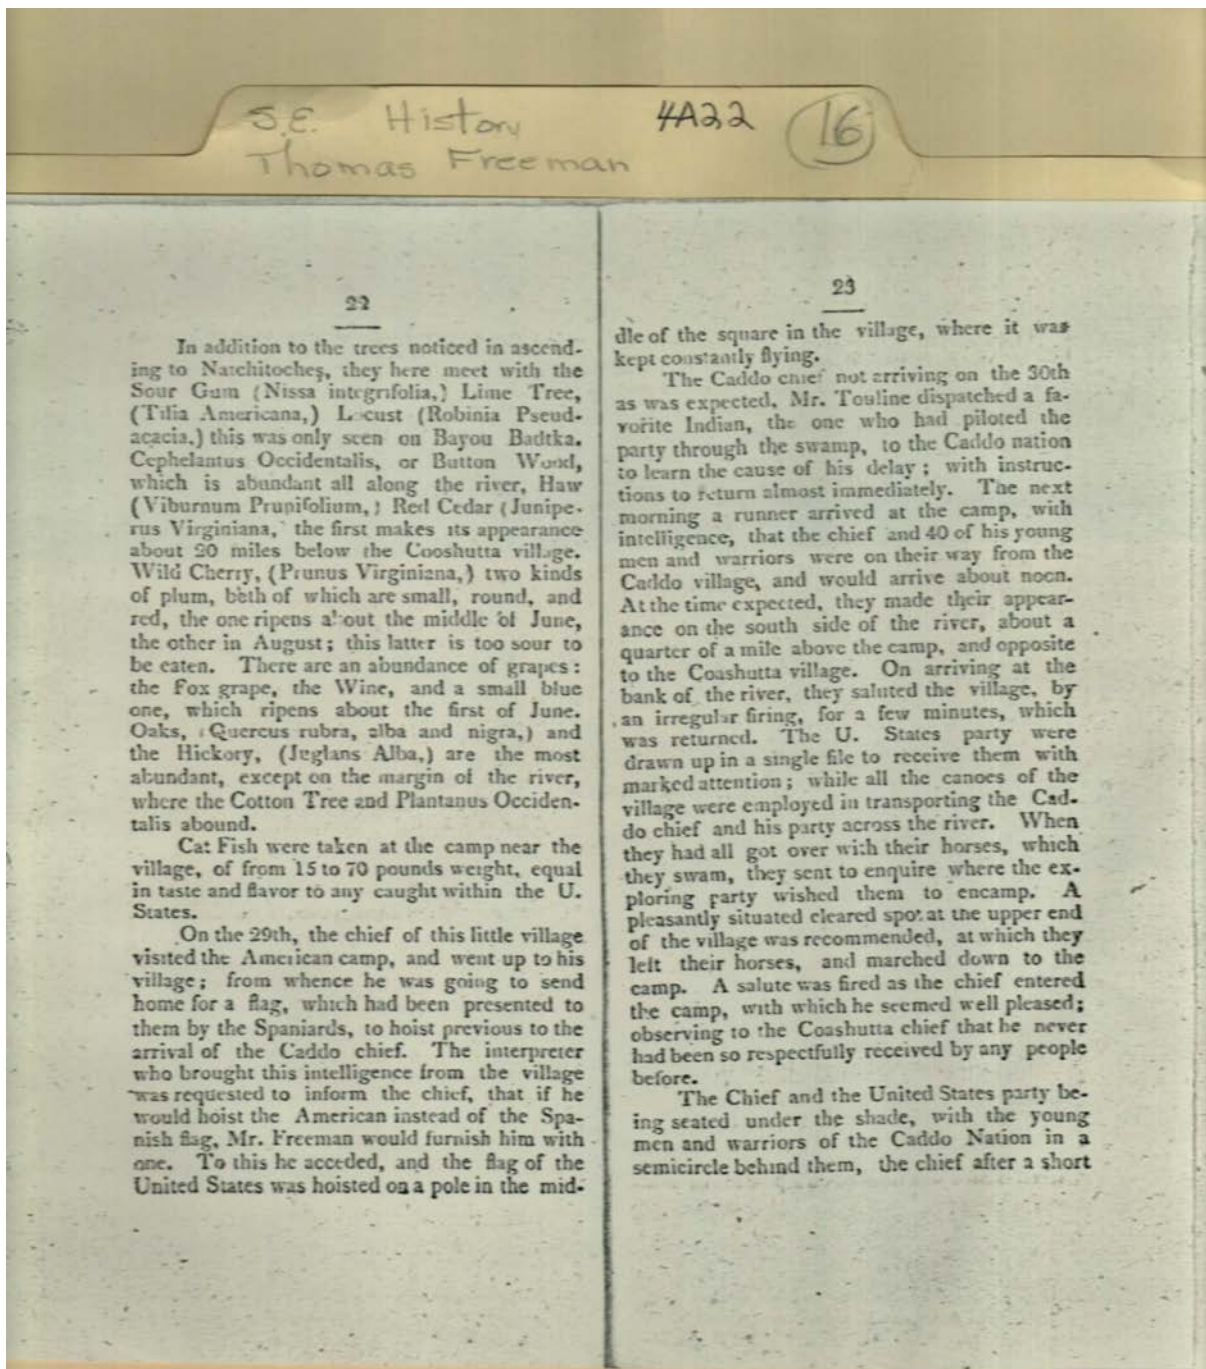 S.E. History 4A22 16
Thomas Freeman
22
In addition to the trees noticed in ascend-
ing to Natchitoches, they here meet with the
Sour Gum (Nissa integrifolia,) Lime Tree,
(Tilia Americana,) Locust (Robinia Pseud-
acacia,) this was only seen on Bayou Badtka.
Cephelantus Occidentalis, or Button Wood,
which is abundant all along the river, Haw
(Viburnum Prunifolium,) Red Cedar (Junipe-
rus Virginiana, the first makes its appearance
about 20 miles below the Cooshutta village.
Wild Cherry, (Prunus Virginiana,) two kinds
of plum, both of which are small, round, and
red, the one ripens about the middle of June,
the other in August; this latter is too sour to
be eaten. There are an abundance of grapes:
the Fox grape, the Wine, and a small blue
one, which ripens about the first of June.
Oaks, (Quercus rubra, alba and nigra,) and
the Hickory, (Juglans Alba,) are the most
abundant, except on the margin of the river,
where the Cotton Tree and Plantanus Occiden-
talis abound.
Cat Fish were taken at the camp near the
village, of from 15 to 70 pounds weight, equal
in taste and flavor to any caught within the U.
States.
On the 29th, the chief of this little village
visited the American camp, and went up to his
village; from whence he was going to send
home for a flag, which had been presented to
them by the Spaniards, to hoist previous to the
arrival of the Caddo chief. The interpreter
who brought this intelligence from the village
was requested to inform the chief, that if he
would hoist the American instead of the Spa-
nish flag, Mr. Freeman would furnish him with
one. To this he acceded, and the flag of the
United States was hoisted on a pole in the mid-
23
dle of the square in the village, where it was
kept constantly flying.
The Caddo chief not arriving on the 30th
as was expected, Mr. Touline dispatched a fa-
vorite Indian, the one who had piloted the
party through the swamp, to the Caddo nation
to learn the cause of his delay; with instruc-
tions to return almost immediately. The next
morning a runner arrived at the camp, with
intelligence, that the chief and 40 of his young
men and warriors were on their way from the
Caddo village, and would arrive about noon.
At the time expected, they made their appear-
ance on the south side of the river, about a
quarter of a mile above the camp, and opposite
to the Coashutta village. On arriving at the
bank of the river, they saluted the village, by
an irregular firing, for a few minutes, which
was returned. The U. States party were
drawn up in a single file to receive them with
marked attention; while all the canoes of the
village were employed in transporting the Cad-
do chief and his party across the river. When
they had all got over with their horses, which
they swam, they sent to enquire where the ex-
ploring party wished them to encamp. A
pleasantly situated cleared spot at the upper end
of the village was recommended, at which they
left their horses, and marched down to the
camp. A salute was fired as the chief entered
the camp, with which he seemed well pleased;
observing to the Coashutta chief that he never
had been so respectfully received by any people
before.
The Chief and the United States party be-
ing seated under the shade, with the young
men and warriors of the Caddo Nation in a
semicircle behind them, the chief after a short